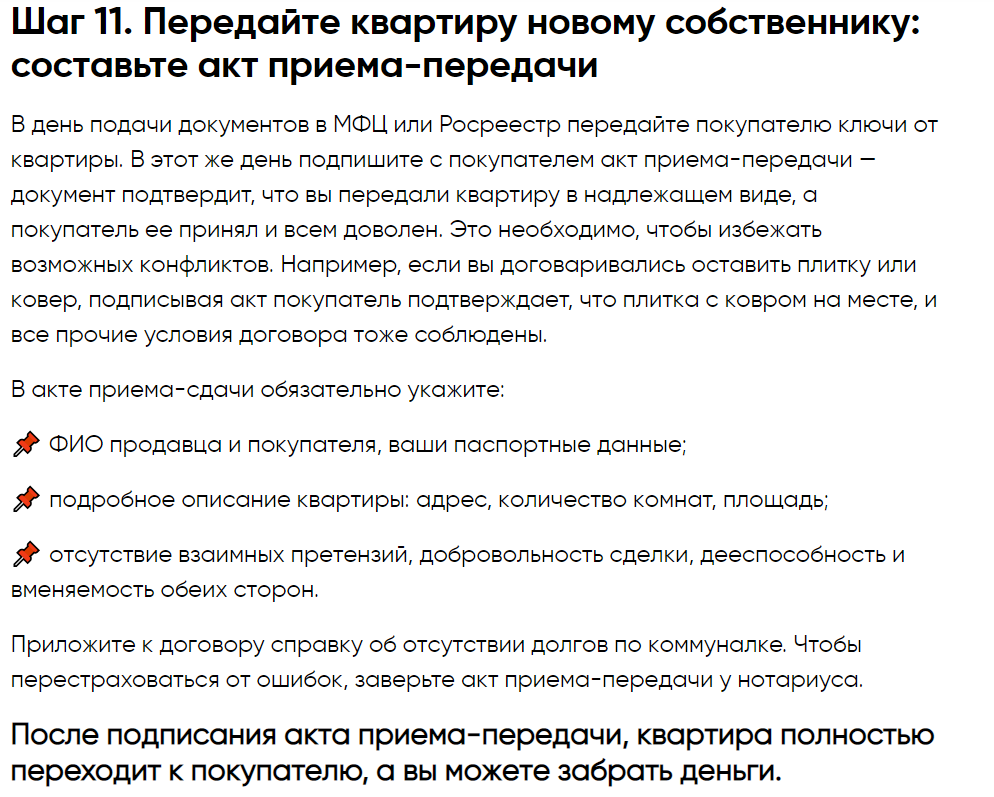 Шаг 11. Передайте квартиру новому собственнику:
составьте акт приема-передачи
В день подачи документов в МФЦ или Росреестр передайте покупателю ключи от
квартиры. В этот же день подпишите с покупателем акт приема-передачи —
документ подтвердит, что вы передали квартиру в надлежащем виде, а
покупатель ее принял и всем доволен. Это необходимо, чтобы избежать
возможных конфликтов. Например, если вы договаривались оставить плитку или
ковер, подписывая акт покупатель подтверждает, что плитка с ковром на месте, и
все прочие условия договора тоже соблюдены.
В акте приема-сдачи обязательно укажите:
📌 ФИО продавца и покупателя, ваши паспортные данные;
📌 подробное описание квартиры: адрес, количество комнат, площадь;
📌 отсутствие взаимных претензий, добровольность сделки, дееспособность и
вменяемость обеих сторон.
Приложите к договору справку об отсутствии долгов по коммуналке. Чтобы
перестраховаться от ошибок, заверьте акт приема-передачи у нотариуса.
После подписания акта приема-передачи, квартира полностью
переходит к покупателю, а вы можете забрать деньги.